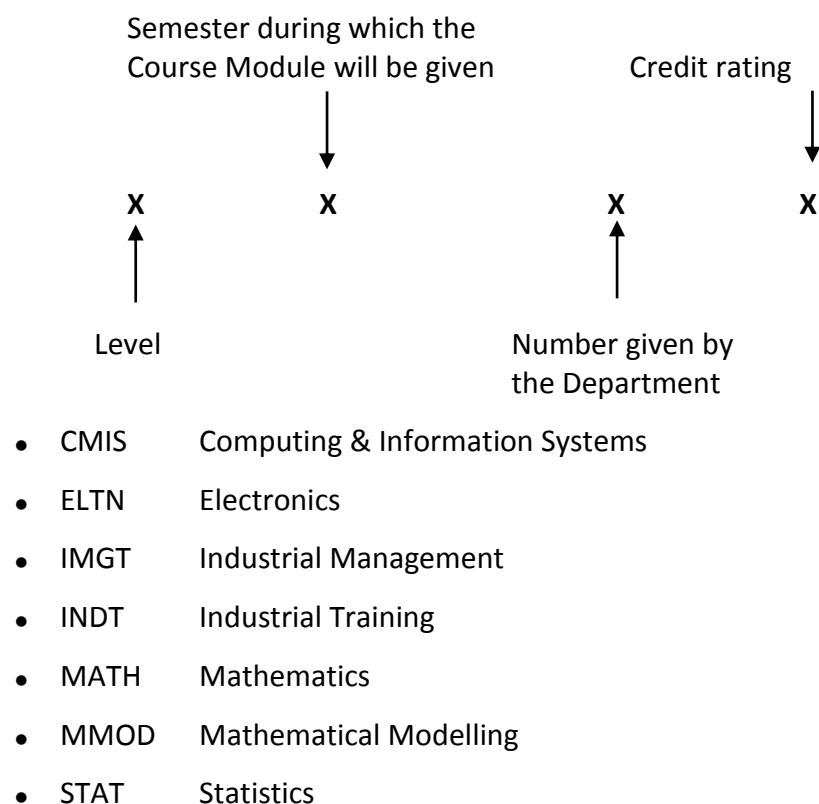 Semester during which the
Course Module will be given Credit rating
X X X X
Level Number given by
the Department
• CMIS Computing & Information Systems
• ELTN Electronics
• IMGT Industrial Management
• INDT Industrial Training
• MATH Mathematics
• MMOD Mathematical Modelling
• STAT Statistics